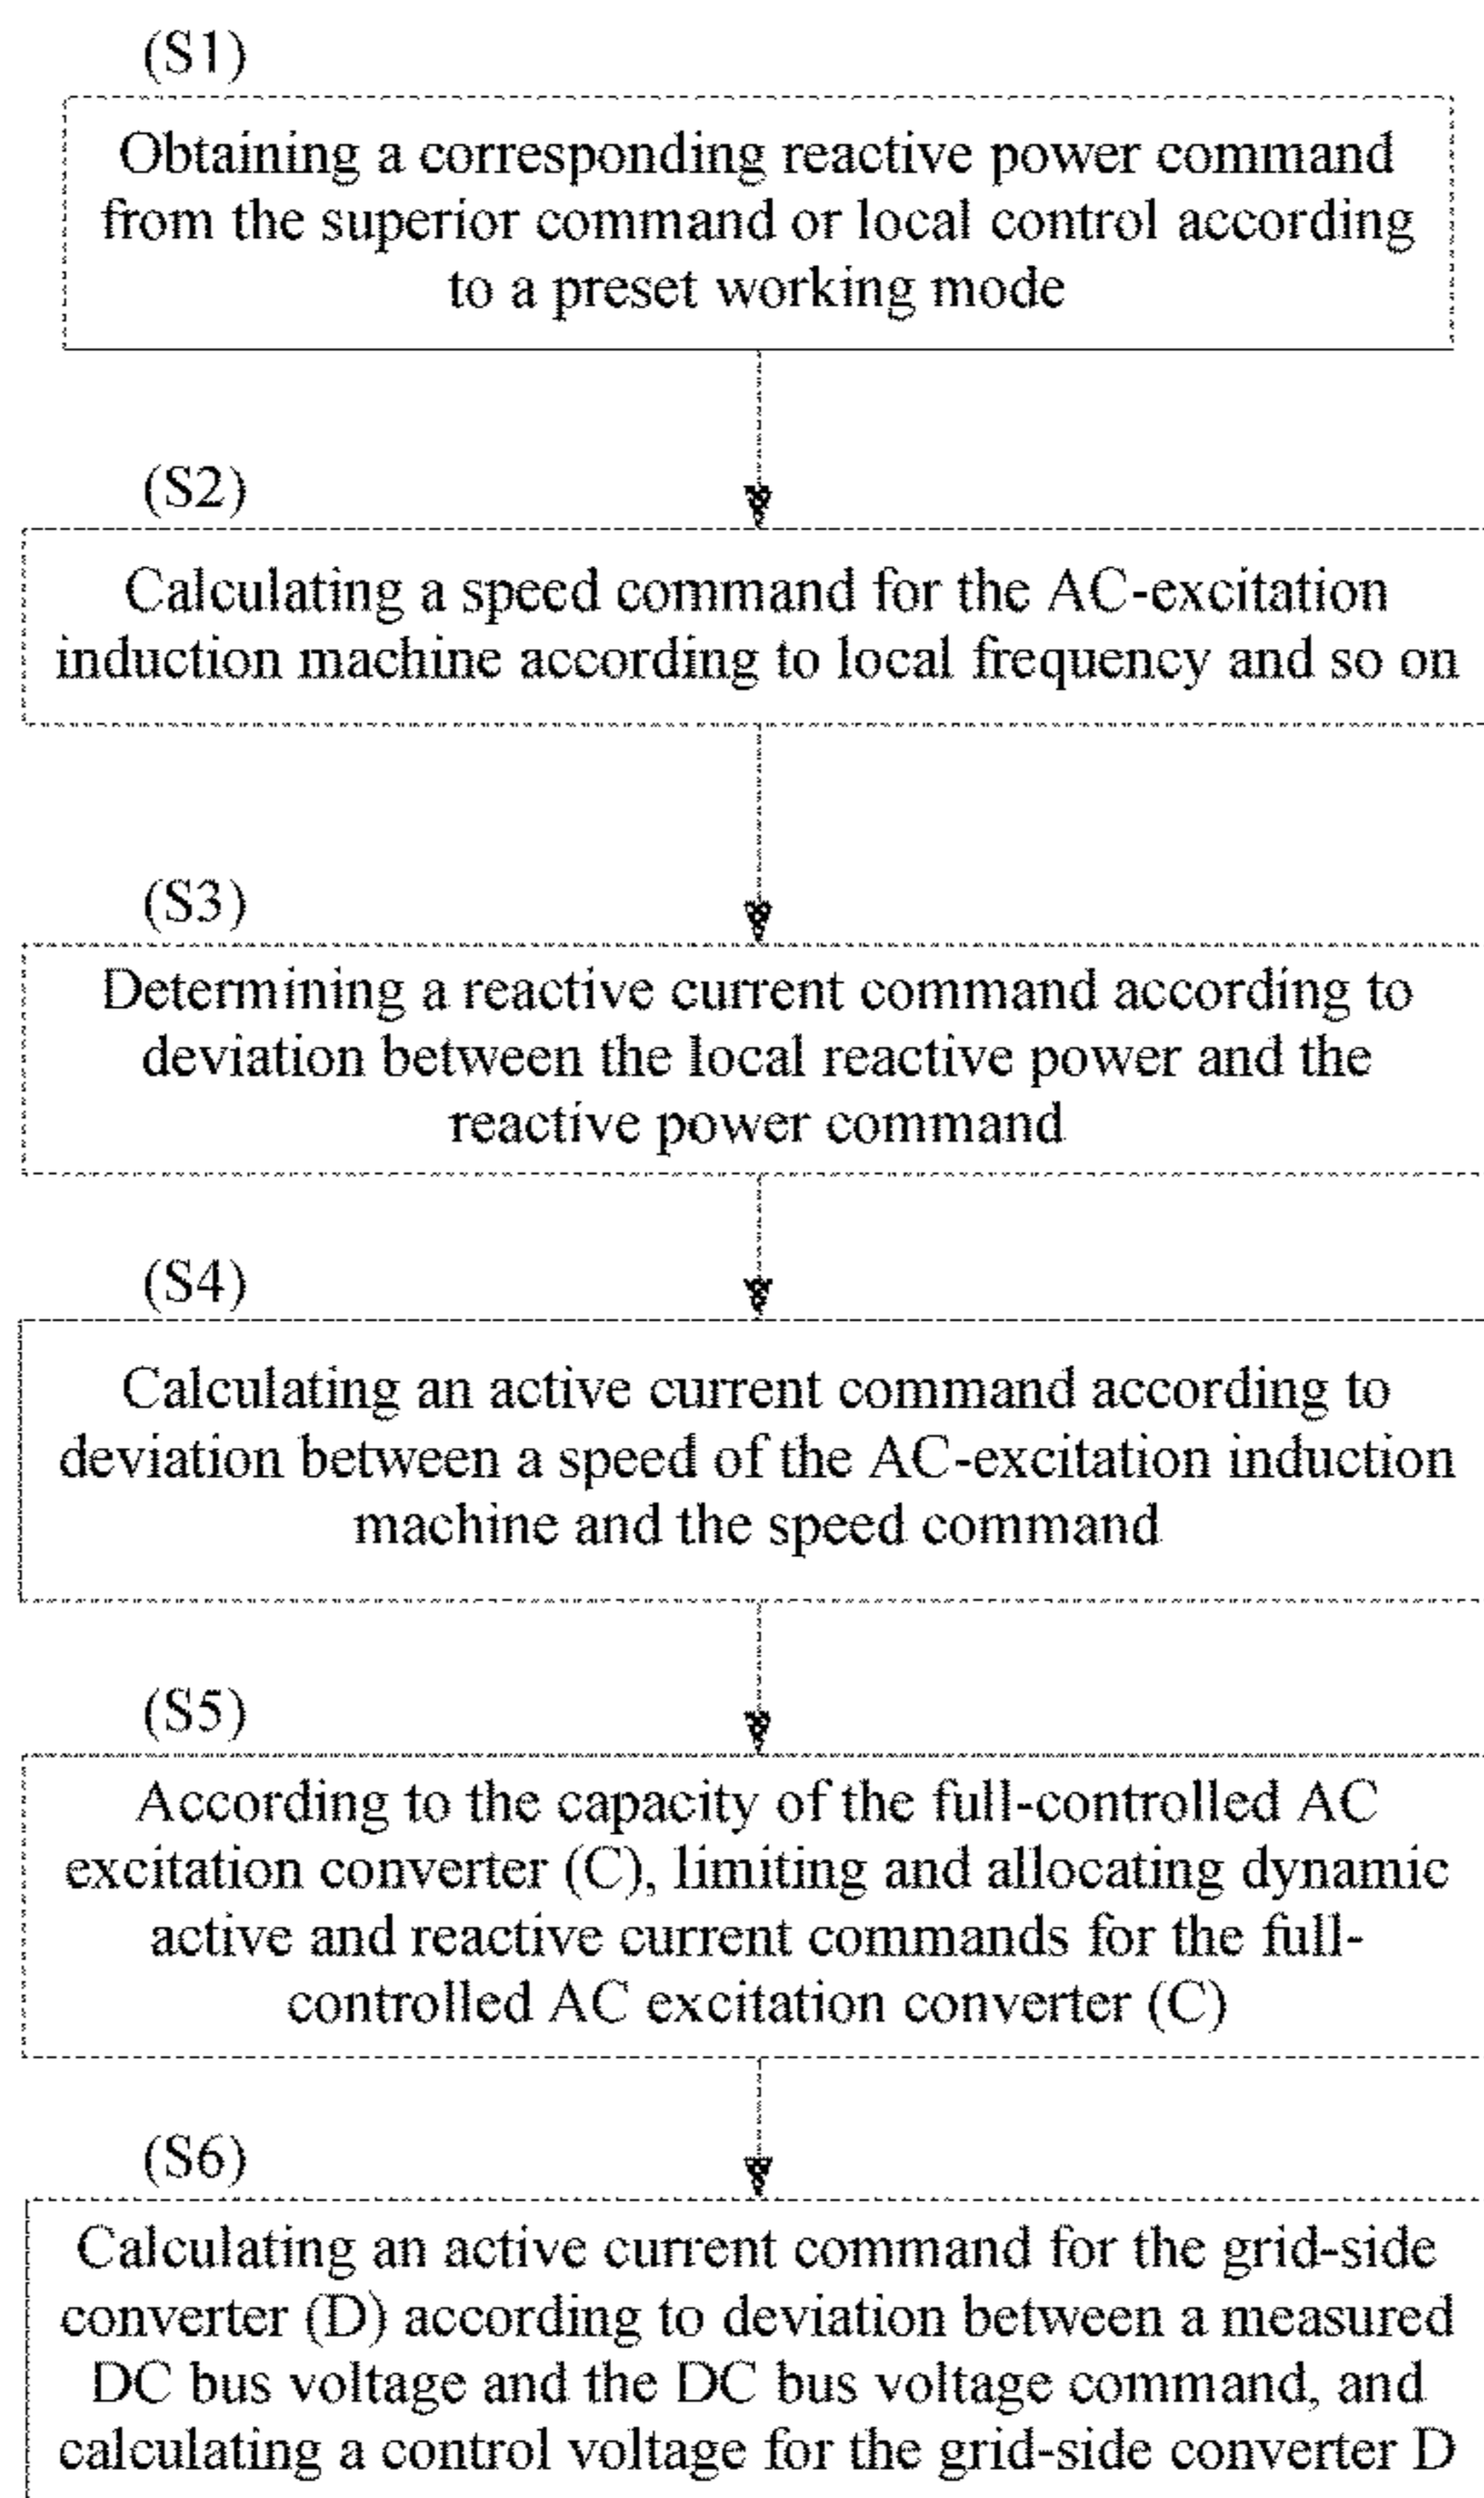 (S1)
Obtaining a corresponding reactive power command
from the superior command or local control according
to a preset working mode
(S2)
Calculating a speed command for the AC-excitation
induction machine according to local frequency and so on
(S3)
Determining a reactive current command according to
deviation between the local reactive power and the
reactive power command
(S4)
Calculating an active current command according to
deviation between a speed of the AC-excitation induction
machine and the speed command
(S5)
According to the capacity of the full-controlled AC
excitation converter (C), limiting and allocating dynamic
active and reactive current commands for the full-
controlled AC excitation converter (C)
(S6)
Calculating an active current command for the grid-side
converter (D) according to deviation between a measured
DC bus voltage and the DC bus voltage command, and
calculating a control voltage for the grid-side converter D